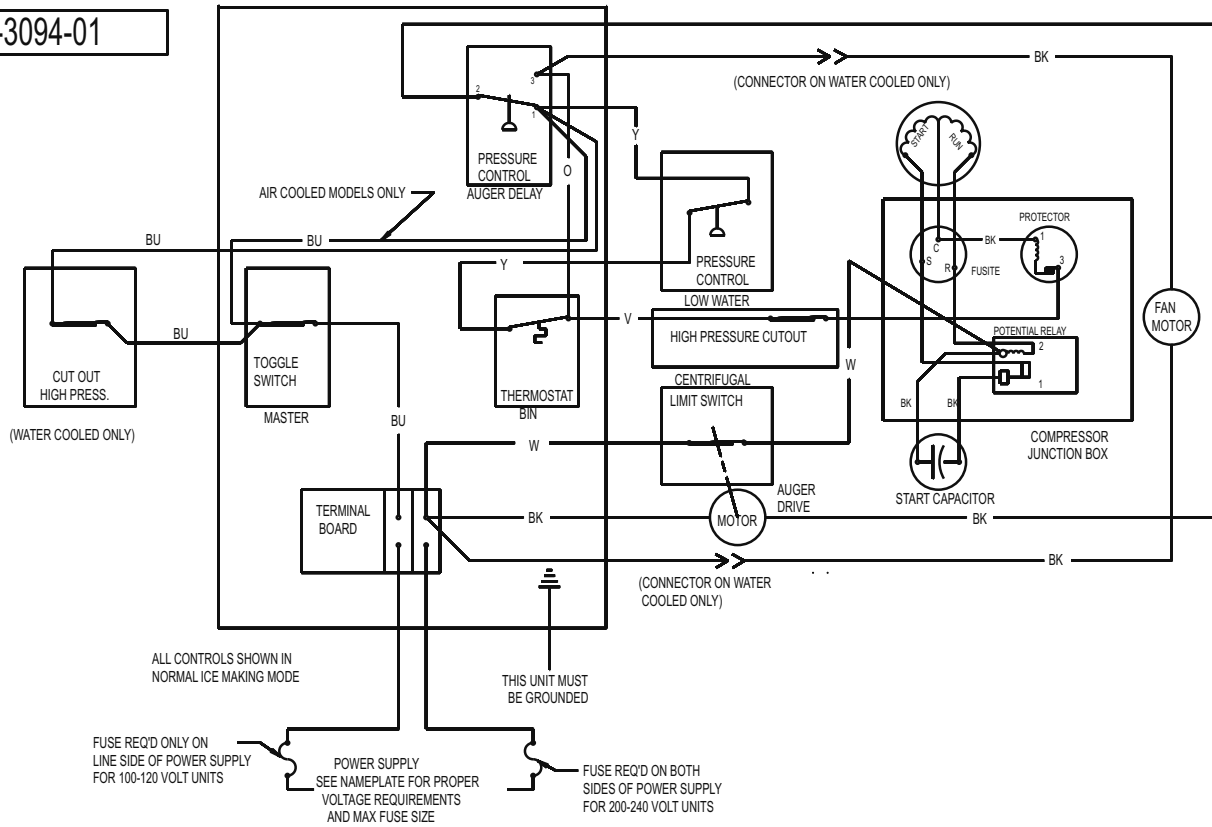 -3094-01
BK
(CONNECTOR ON WATER COOLED ONLY)
3
2
1
Y
START
RUN
PRESSURE
CONTROL
AUGER DELAY
O
AIR COOLED MODELS ONLY
PROTECTOR
BU
BU
C
BK
1
S
R
FUSITE
3
Y
PRESSURE
CONTROL
LOW WATER
V
HIGH PRESSURE CUTOUT
FAN
MOTOR
BU
POTENTIAL RELAY
2
1
CUT OUT
HIGH PRESS.
(WATER COOLED ONLY)
TOGGLE
SWITCH
MASTER
THERMOSTAT
BIN
W
CENTRIFUGAL
LIMIT SWITCH
BK
BK
BU
W
COMPRESSOR
JUNCTION BOX
START CAPACITOR
TERMINAL
BOARD
BK
MOTOR
AUGER
DRIVE
BK
BK
(CONNECTOR ON WATER
COOLED ONLY)
ALL CONTROLS SHOWN IN
NORMAL ICE MAKING MODE
THIS UNIT MUST
BE GROUNDED
FUSE REQ'D ONLY ON
LINE SIDE OF POWER SUPPLY
FOR 100-120 VOLT UNITS
POWER SUPPLY
SEE NAMEPLATE FOR PROPER
VOLTAGE REQUIREMENTS
AND MAX FUSE SIZE
FUSE REQ'D ON BOTH
SIDES OF POWER SUPPLY
FOR 200-240 VOLT UNITS